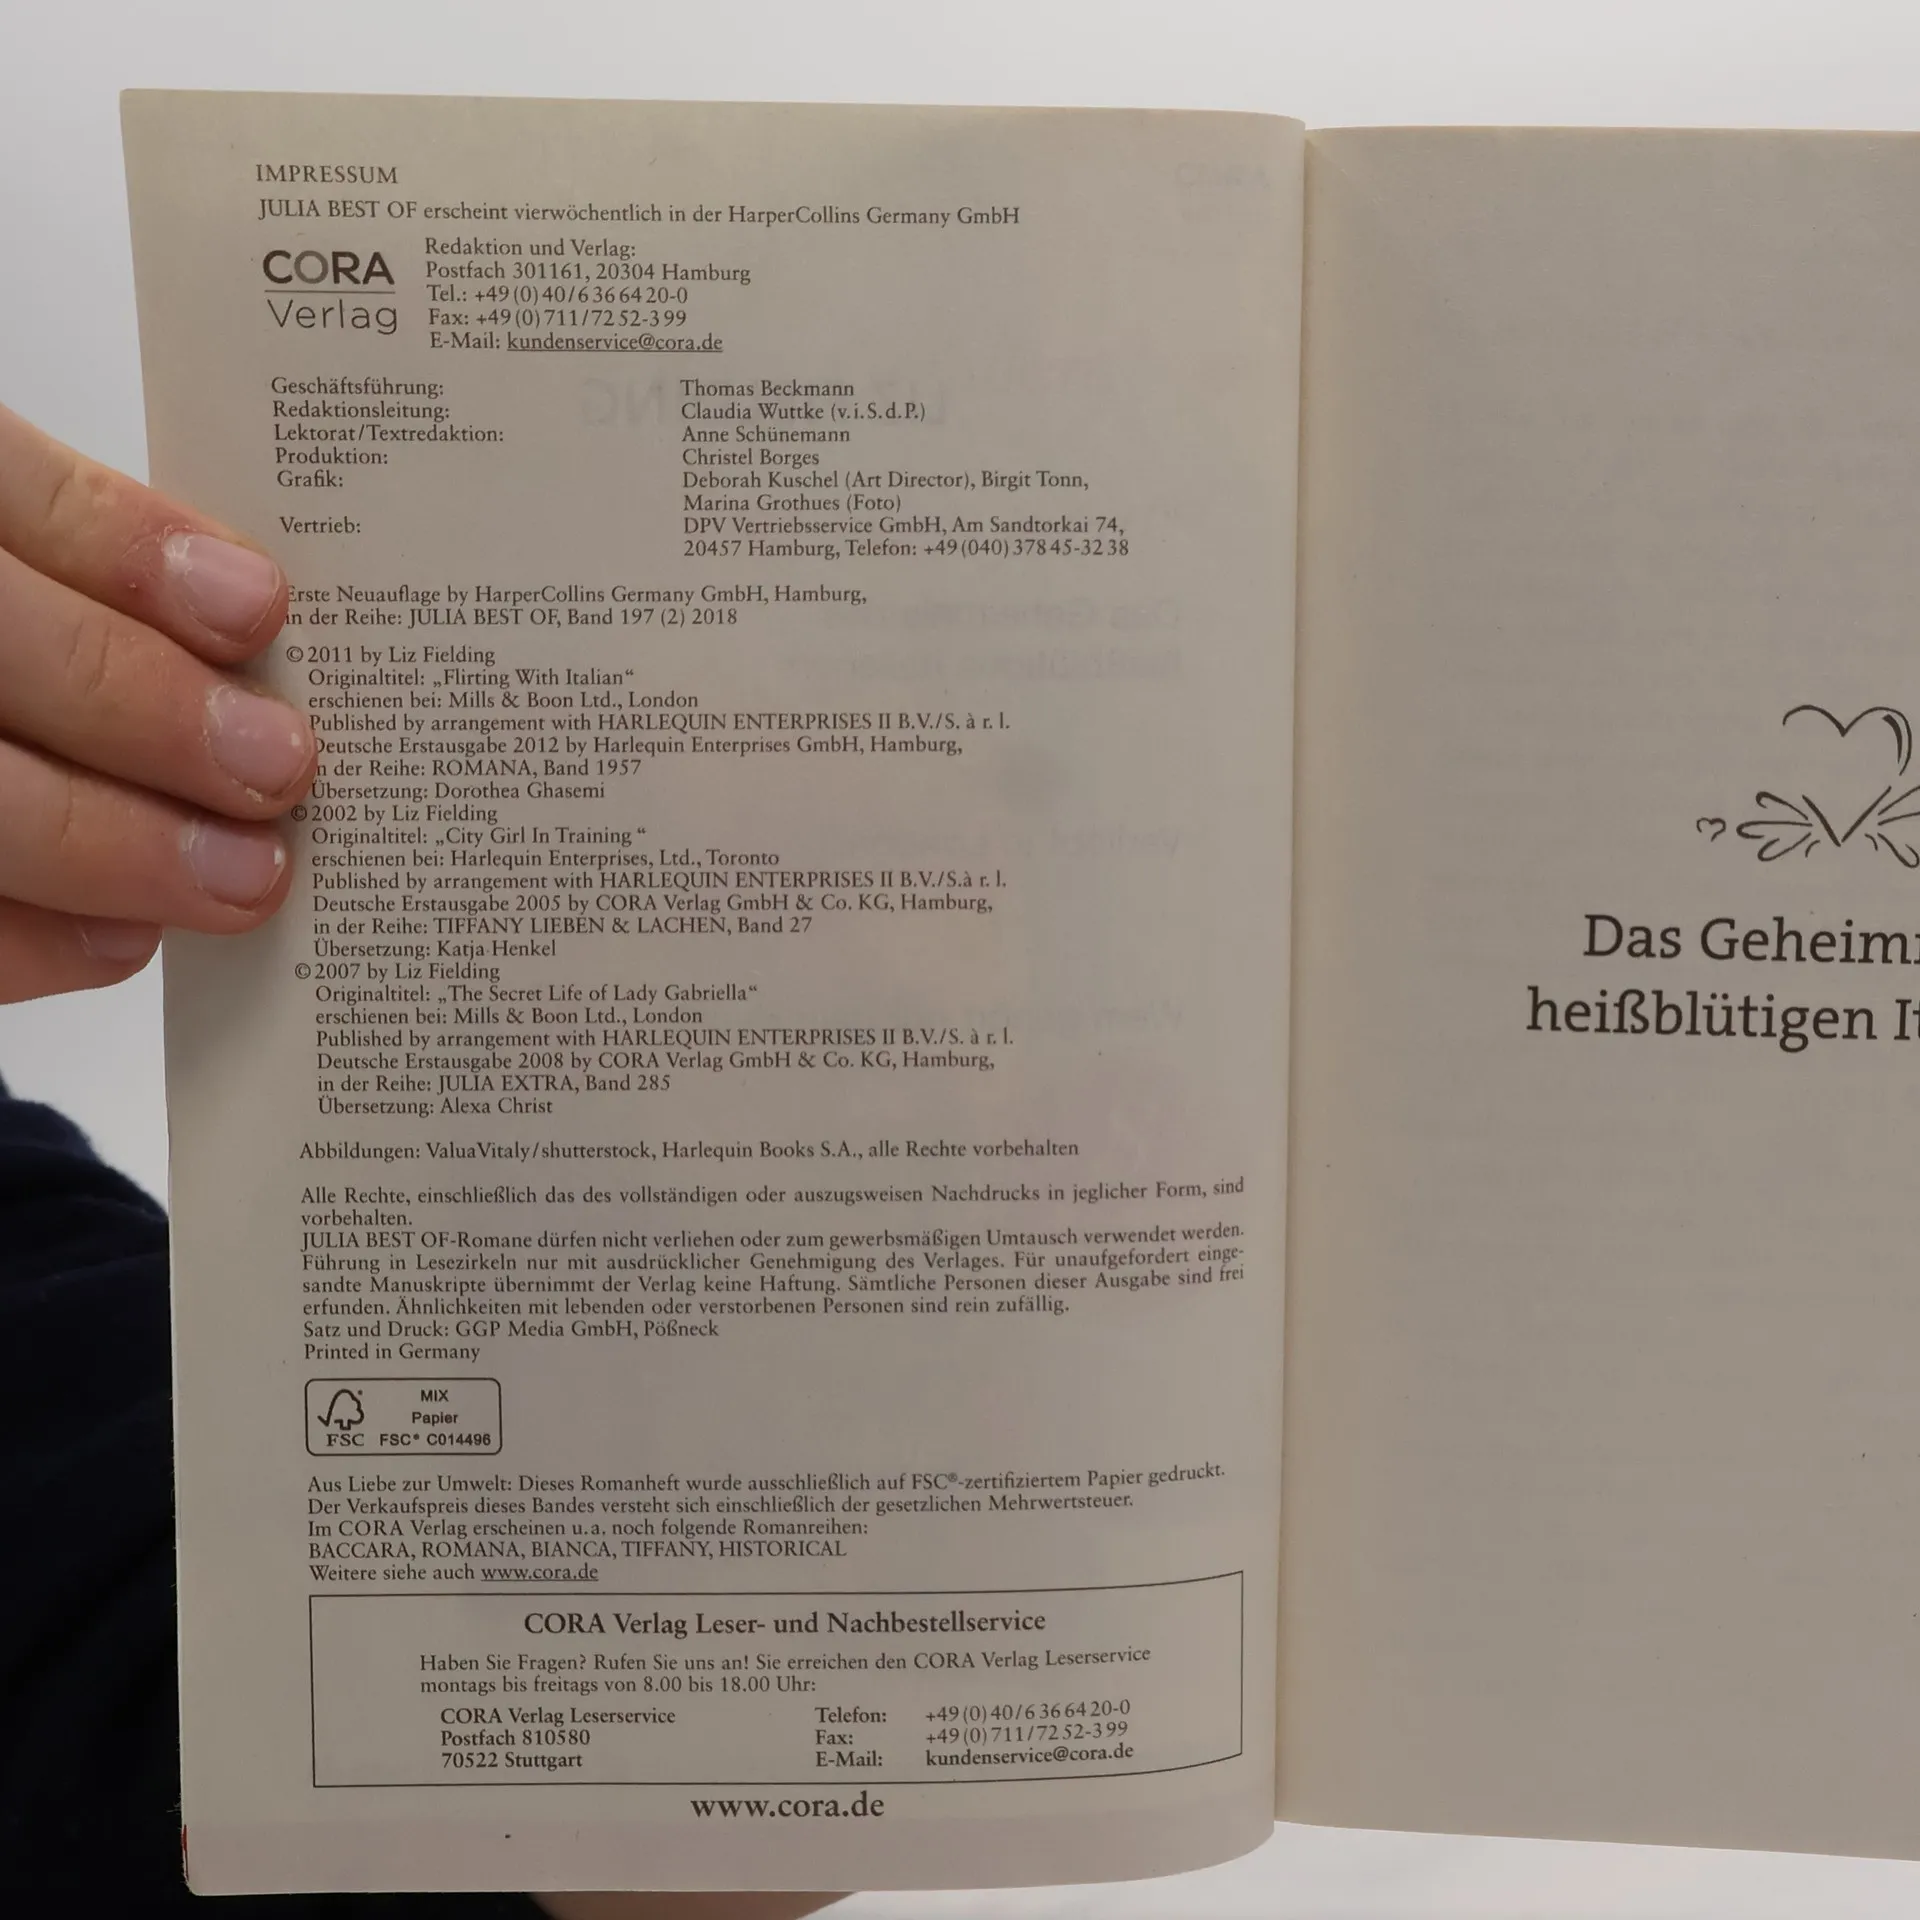 IMPRESSUM
JULIA BEST OF erscheint vierwöchentlich in der HarperCollins Germany GmbH
CORA
Verlag
Redaktion und Verlag:
Postfach 301161, 20304 Hamburg
Tel.: +49 (0) 40/6 36 64 20-0
Fax: +49 (0) 711/72 52-3 99
E-Mail: kundenservice@cora.de
Geschäftsführung: Thomas Beckmann
Redaktionsleitung: Claudia Wuttke (v.i.S.d.P.)
Lektorat/Textredaktion: Anne Schünemann
Produktion: Christel Borges
Grafik: Deborah Kuschel (Art Director), Birgit Tonn,
Marina Grothues (Foto)
Vertrieb: DPV Vertriebsservice GmbH, Am Sandtorkai 74,
20457 Hamburg, Telefon: +49 (040) 3 78 45-32 38
Erste Neuauflage by HarperCollins Germany GmbH, Hamburg,
in der Reihe: JULIA BEST OF, Band 197 (2) 2018
© 2011 by Liz Fielding
Originaltitel: „Flirting With Italian“
erschienen bei: Mills & Boon Ltd., London
Published by arrangement with HARLEQUIN ENTERPRISES II B.V./S. à r. l.
Deutsche Erstausgabe 2012 by Harlequin Enterprises GmbH, Hamburg,
in der Reihe: ROMANA, Band 1957
Übersetzung: Dorothea Ghasemi
© 2002 by Liz Fielding
Originaltitel: „City Girl In Training “
erschienen bei: Harlequin Enterprises, Ltd., Toronto
Published by arrangement with HARLEQUIN ENTERPRISES II B.V./S.à r. l.
Deutsche Erstausgabe 2005 by CORA Verlag GmbH & Co. KG, Hamburg,
in der Reihe: TIFFANY LIEBEN & LACHEN, Band 27
Übersetzung: Katja Henkel
© 2007 by Liz Fielding
Originaltitel: „The Secret Life of Lady Gabriella“
erschienen bei: Mills & Boon Ltd., London
Published by arrangement with HARLEQUIN ENTERPRISES II B.V./S. à r. l.
Deutsche Erstausgabe 2008 by CORA Verlag GmbH & Co. KG, Hamburg,
in der Reihe: JULIA EXTRA, Band 285
Übersetzung: Alexa Christ
Abbildungen: ValuaVitaly/shutterstock, Harlequin Books S.A., alle Rechte vorbehalten
Alle Rechte, einschließlich das des vollständigen oder auszugsweisen Nachdrucks in jeglicher Form, sind
vorbehalten.
JULIA BEST OF-Romane dürfen nicht verliehen oder zum gewerbsmäßigen Umtausch verwendet werden.
Führung in Lesezirkeln nur mit ausdrücklicher Genehmigung des Verlages. Für unaufgefordert einge-
sandte Manuskripte übernimmt der Verlag keine Haftung. Sämtliche Personen dieser Ausgabe sind frei
erfunden. Ähnlichkeiten mit lebenden oder verstorbenen Personen sind rein zufällig.
Satz und Druck: GGP Media GmbH, Pößneck
Printed in Germany
MIX
Papier
FSC FSC® C014496
Aus Liebe zur Umwelt: Dieses Romanheft wurde ausschließlich auf FSC®-zertifiziertem Papier gedruckt.
Der Verkaufspreis dieses Bandes versteht sich einschließlich der gesetzlichen Mehrwertsteuer.
Im CORA Verlag erscheinen u.a. noch folgende Romanreihen:
BACCARA, ROMANA, BIANCA, TIFFANY, HISTORICAL
Weitere siehe auch www.cora.de
CORA Verlag Leser- und Nachbestellservice
Haben Sie Fragen? Rufen Sie uns an! Sie erreichen den CORA Verlag Leserservice
montags bis freitags von 8.00 bis 18.00 Uhr:
CORA Verlag Leserservice Telefon: +49 (0) 40/6 36 64 20-0
Postfach 810580 Fax: +49 (0) 711/72 52-3 99
70522 Stuttgart E-Mail: kundenservice@cora.de
www.cora.de
Das
heißblütigen